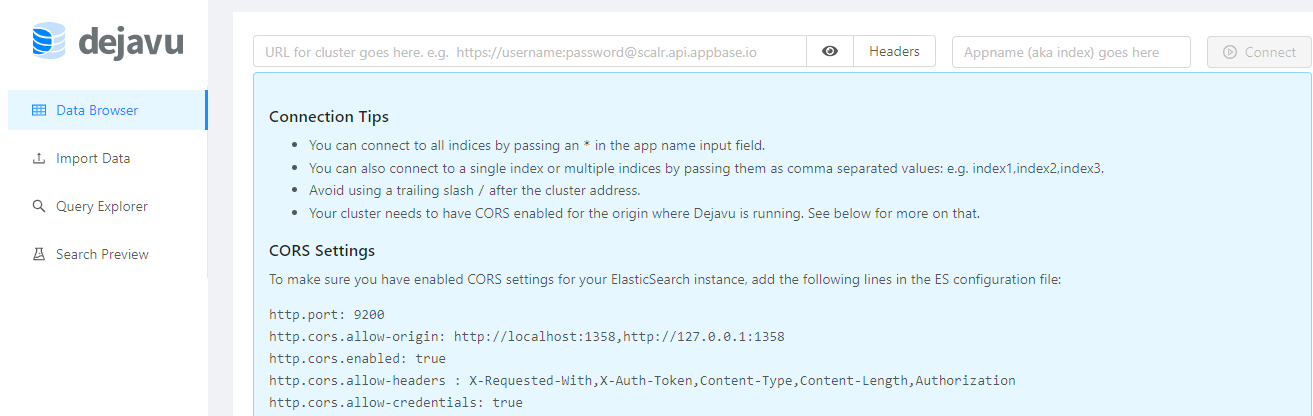 dejavu
URL for cluster goes here. e.g. https://username:password@scalr.api.appbase.io
Headers
Appname (aka index) goes here
Connect
Data Browser
Import Data
Query Explorer
Search Preview
Connection Tips
You can connect to all indices by passing an * in the app name input field.
You can also connect to a single index or multiple indices by passing them as comma separated values: e.g. index1,index2,index3.
Avoid using a trailing slash / after the cluster address.
Your cluster needs to have CORS enabled for the origin where Dejavu is running. See below for more on that.
CORS Settings
To make sure you have enabled CORS settings for your ElasticSearch instance, add the following lines in the ES configuration file:
http.port: 9200
http.cors.allow-origin: http://localhost:1358,http://127.0.0.1:1358
http.cors.enabled: true
http.cors.allow-headers : X-Requested-With,X-Auth-Token,Content-Type,Content-Length,Authorization
http.cors.allow-credentials: true